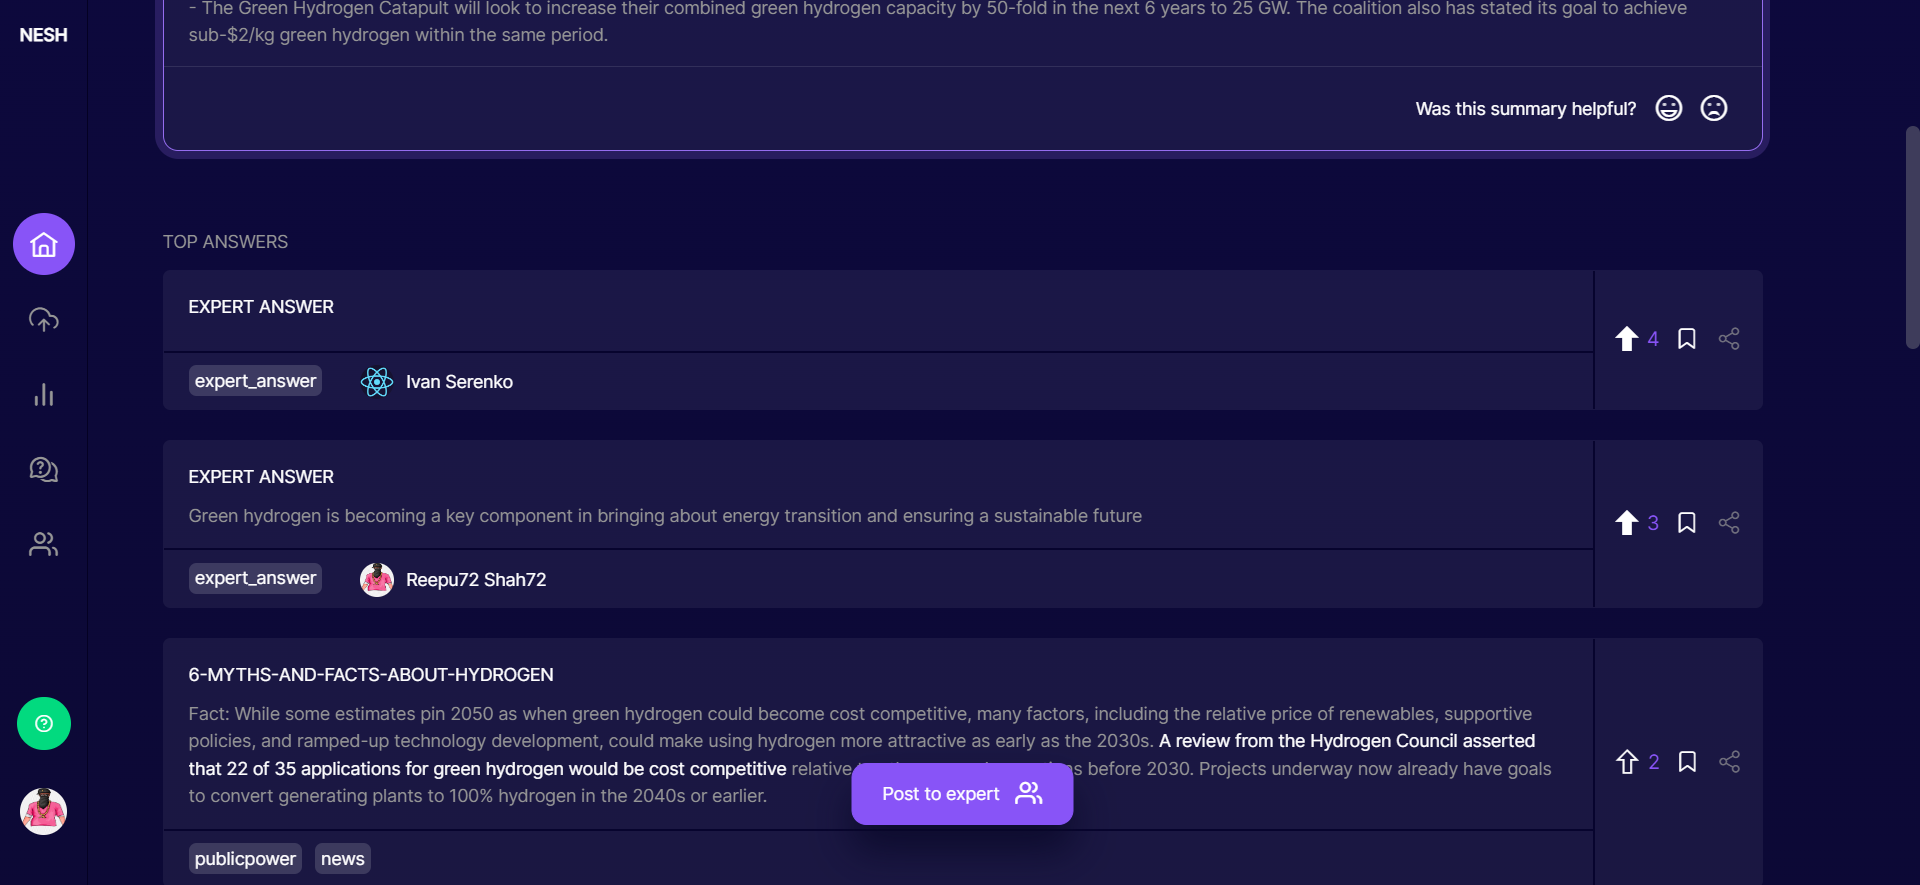 NESH
- The Green Hydrogen Catapult will look to increase their combined green hydrogen capacity by 50-fold in the next 6 years to 25 GW. The coalition also has stated its goal to achieve
sub-$2/kg green hydrogen within the same period.
Was this summary helpful?
TOP ANSWERS
EXPERT ANSWER
4
expert_answer
Ivan Serenko
EXPERT ANSWER
Green hydrogen is becoming a key component in bringing about energy transition and ensuring a sustainable future
3
expert_answer
Reepu72 Shah72
6-MYTHS-AND-FACTS-ABOUT-HYDROGEN
Fact: While some estimates pin 2050 as when green hydrogen could become cost competitive, many factors, including the relative price of renewables, supportive
policies, and ramped-up technology development, could make using hydrogen more attractive as early as the 2030s. A review from the Hydrogen Council asserted
that 22 of 35 applications for green hydrogen would be cost competitive relative before 2030. Projects underway now already have goals
to convert generating plants to 100% hydrogen in the 2040s or earlier.
2
Post to expert
publicpower
news